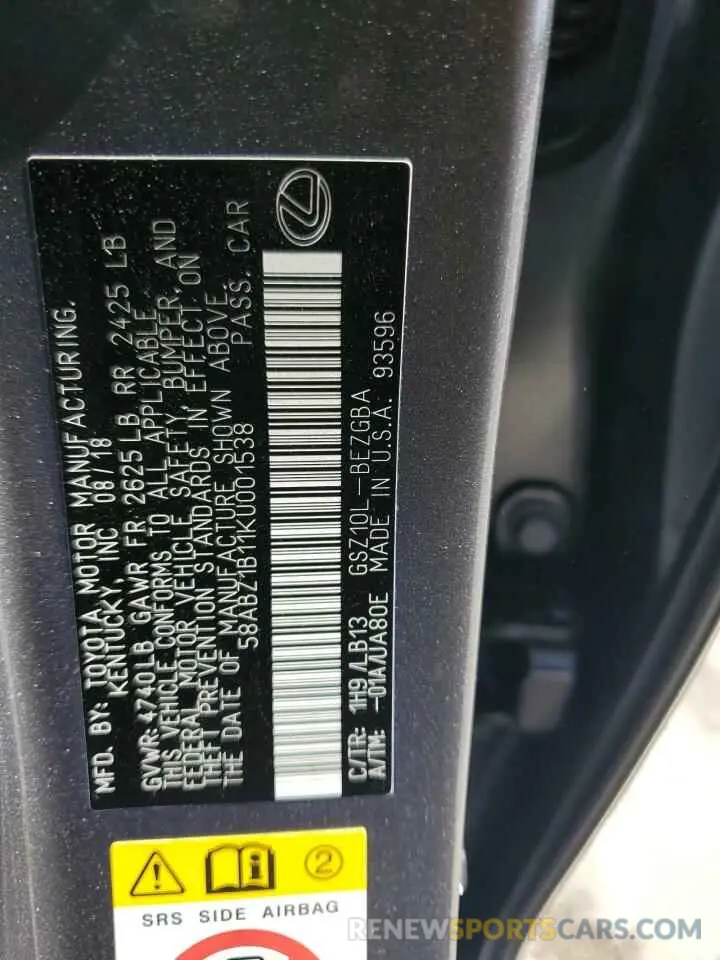 MFD. BY: TOYOTA MOTOR MANUFACTURING.
KENTUCKY, INC 08/18
GVWR: 4740LB GAWR FR 2625LB RR 2425 LB
THIS VEHICLE CONFORMS TO ALL APPLICABLE
FEDERAL MOTOR VEHICLE SAFETY, BUMPER, AND
THEFT PREVENTION STANDARDS IN EFFECT ON
THE DATE OF MANUFACTURE SHOWN ABOVE.
58ABZ1B11KU001538 PASS. CAR
C/TR: 1H9/LB13 GSZ10L-BEZGBA
A/TM: -01A/UA80E MADE IN U.S.A. 93596
2
SRS SIDE AIRBAG
RENEWSPORTSCARS.COM